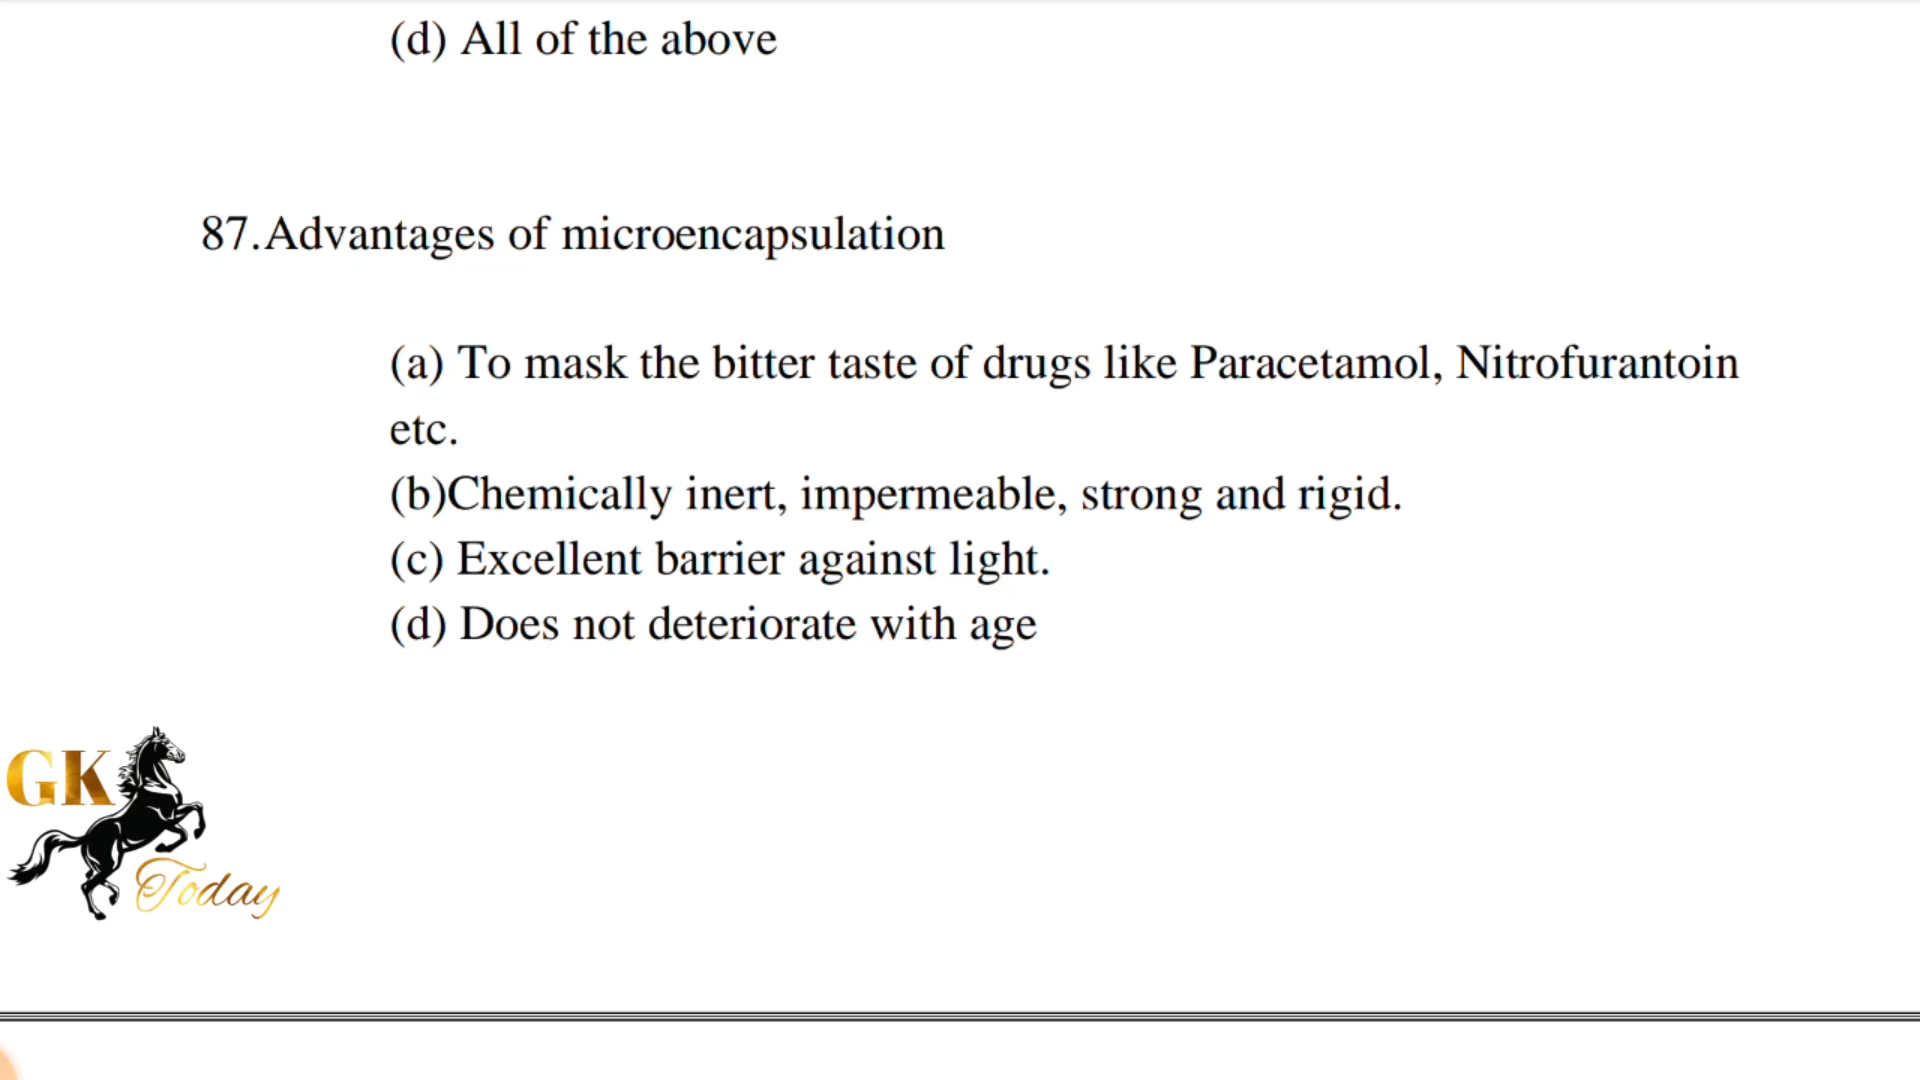 (d) All of the above
87.Advantages of microencapsulation
(a) To mask the bitter taste of drugs like Paracetamol, Nitrofurantoin
etc.
(b)Chemically inert, impermeable, strong and rigid.
(c) Excellent barrier against light.
(d) Does not deteriorate with age
GK
Today